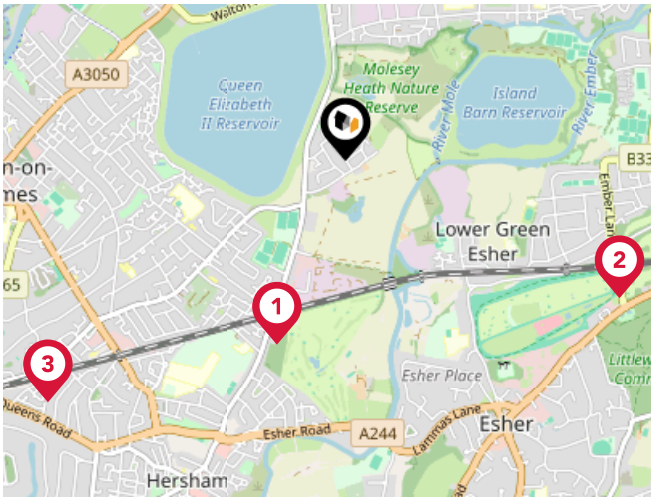 Walton
A3050
Queen
Elizabeth
II Reservoir
Molesey
Heath Nature
Reserve
River Mole
Island
Barn Reservoir
River Ember
B33
n-on-
mes
Ember Lane
Lower Green
Esher
65
1
2
3
Queens Road
Esher Road
A244
Esher Place
Lammas Lane
Esher
Littlew
Comm
Hersham